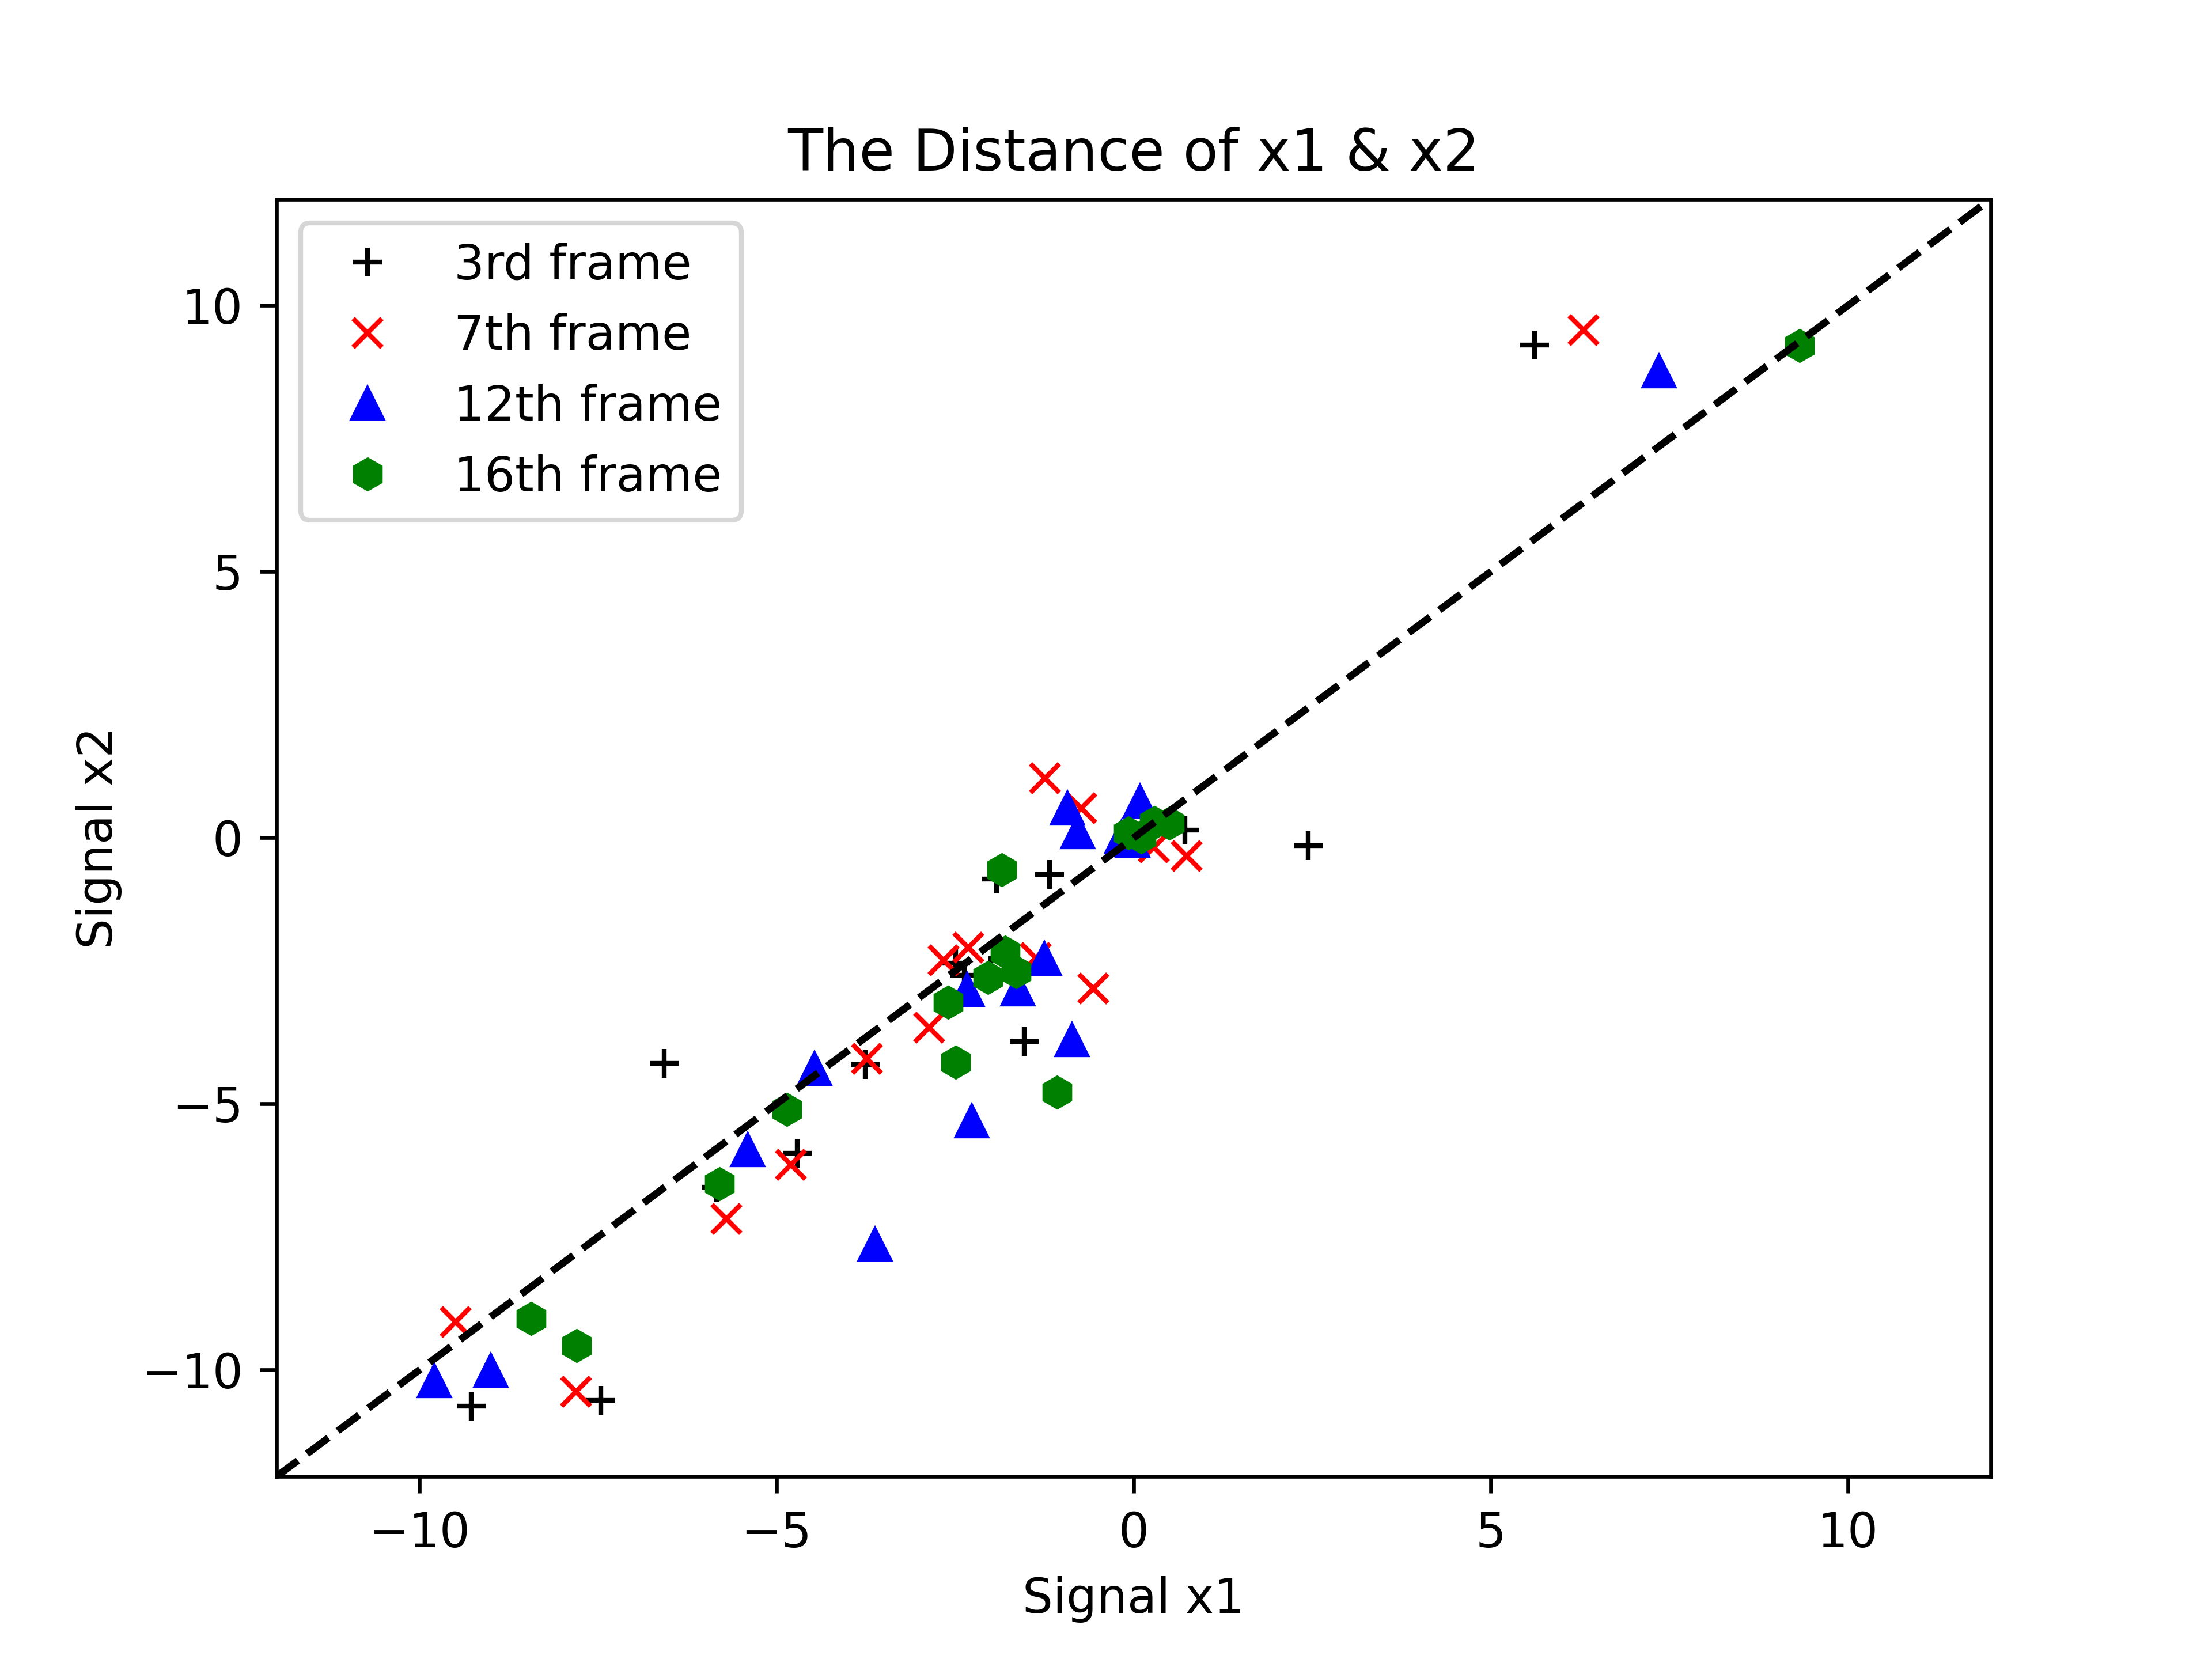 The Distance of x1 & x2
3rd frame
7th frame
12th frame
16th frame
10
5
0
−5
−10
Signal x2
−10
−5
0
5
10
Signal x1